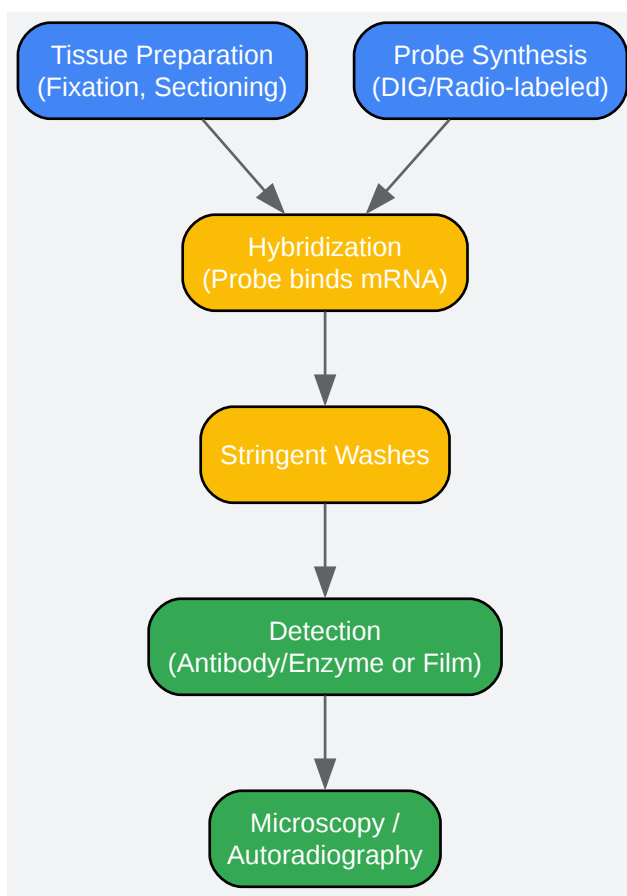 Tissue Preparation
(Fixation, Sectioning)
Probe Synthesis
(DIG/Radio-labeled)
Hybridization
(Probe binds mRNA)
Stringent Washes
Detection
(Antibody/Enzyme or Film)
Microscopy /
Autoradiography